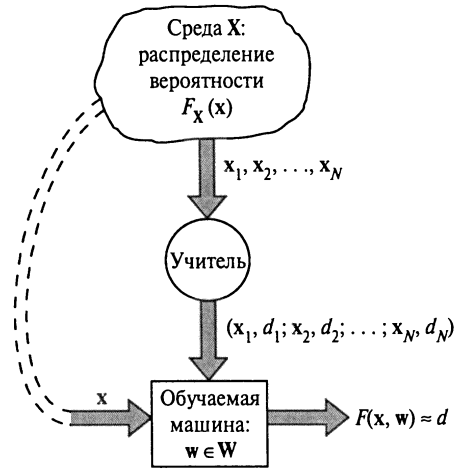 Среда X:
распределение
вероятности
F_X (x)
x_1, x_2, . . ., x_N
Учитель
(x_1, d_1; x_2, d_2; . . . ; x_N, d_N)
x
Обучаемая
машина:
w ∈ W
F(x, w) ≈ d